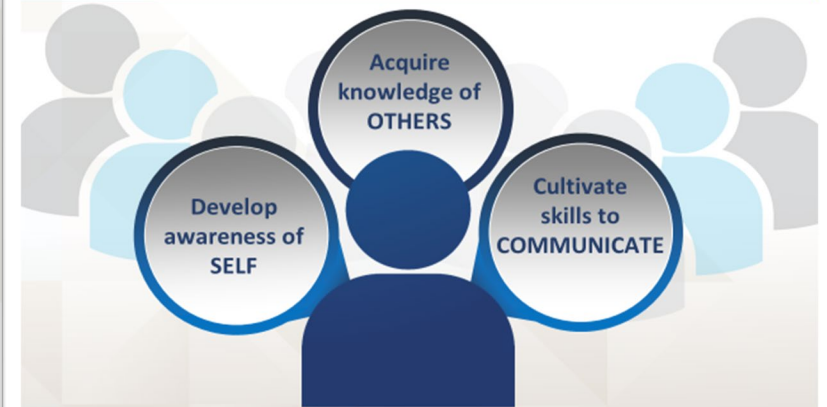 Acquire
knowledge of
OTHERS
Develop
awareness of
SELF
Cultivate
skills to
COMMUNICATE